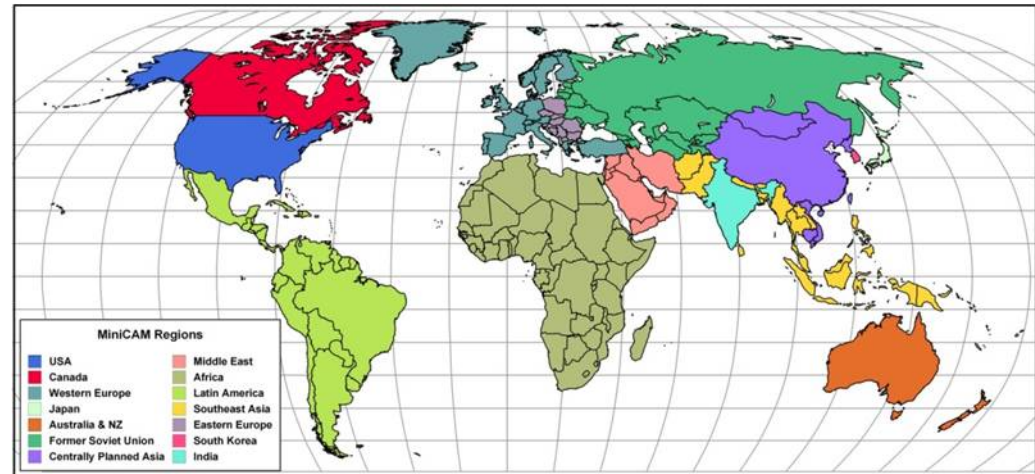 MiniCAM Regions
USA
Canada
Western Europe
Japan
Australia & NZ
Former Soviet Union
Centrally Planned Asia
Middle East
Africa
Latin America
Southeast Asia
Eastern Europe
South Korea
India